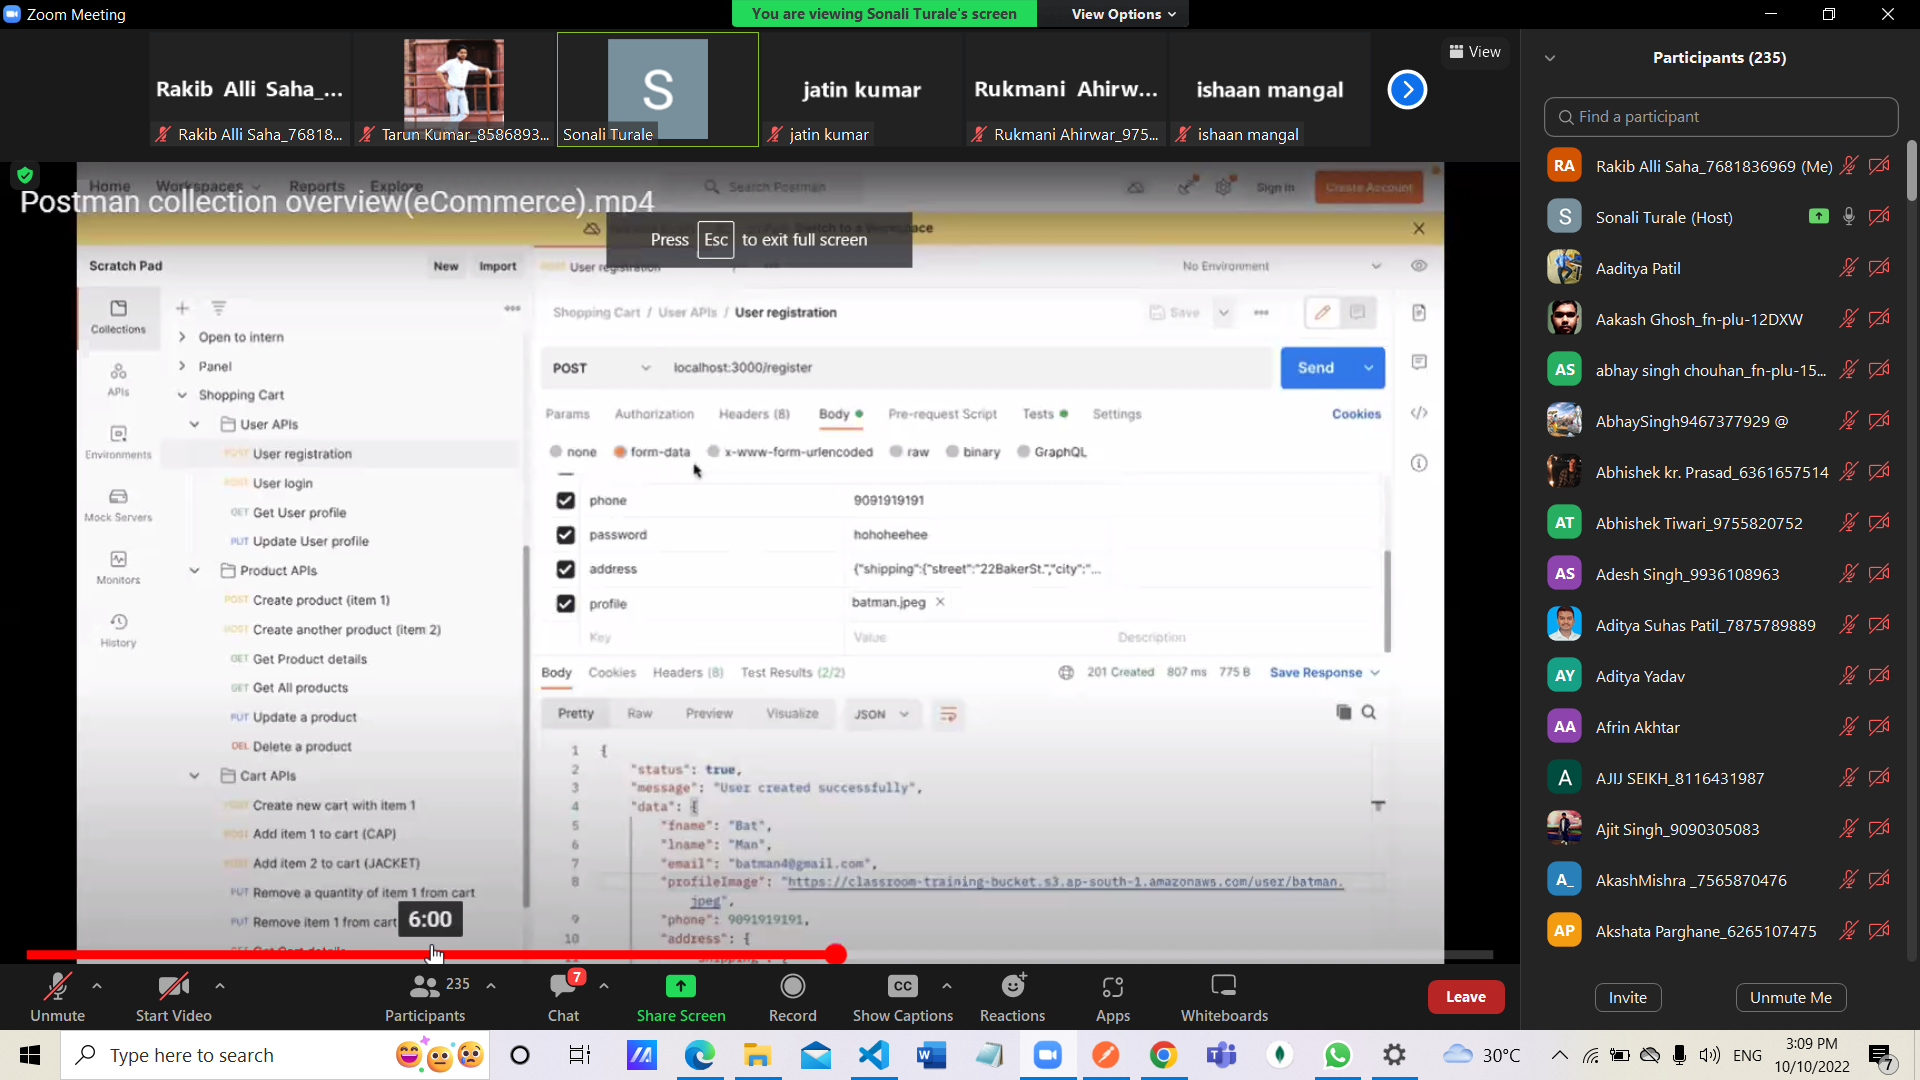 Zoom Meeting
You are viewing Sonali Turale's screen View Options
View
Rakib Alli Saha_... jatin kumar Rukmani Ahirw... ishaan mangal
S
Rakib Alli Saha_76818... Tarun Kumar_8586893... Sonali Turale jatin kumar Rukmani Ahirwar_975... ishaan mangal
Home Workspaces Reports Explore Search Postman Sign In Create Account
Postman collection overview(eCommerce).mp4
Press Esc to exit full screen
Scratch Pad New Import User registration No Environment
Collections
APIs
Environments
Mock Servers
Monitors
History
Open to intern
Panel
Shopping Cart
User APIs
POST User registration
POST User login
GET Get User profile
PUT Update User profile
Product APIs
POST Create product (item 1)
POST Create another product (item 2)
GET Get Product details
GET Get All products
PUT Update a product
DEL Delete a product
Cart APIs
POST Create new cart with item 1
POST Add item 1 to cart (CAP)
POST Add item 2 to cart (JACKET)
PUT Remove a quantity of item 1 from cart
PUT Remove item 1 from cart
GET Get Cart details
6:00
Shopping Cart / User APIs / User registration Save
POST localhost:3000/register Send
Params Authorization Headers (8) Body Pre-request Script Tests Settings Cookies
none form-data x-www-form-urlencoded raw binary GraphQL
phone 9091919191
password hohoheehee
address {"shipping":{"street":"22BakerSt.","city":"...
profile batman.jpeg
Key Value Description
Body Cookies Headers (8) Test Results (2/2) 201 Created 807 ms 775 B Save Response
Pretty Raw Preview Visualize JSON
1 {
2 "status": true,
3 "message": "User created successfully",
4 "data": {
5 "fname": "Bat",
6 "lname": "Man",
7 "email": "batman4@gmail.com",
8 "profileImage": "https://classroom-training-bucket.s3.ap-south-1.amazonaws.com/user/batman.
jpeg",
9 "phone": 9091919191,
10 "address": {
11 "shipping": {
Participants (235)
Find a participant
RA Rakib Alli Saha_7681836969 (Me)
S Sonali Turale (Host)
Aaditya Patil
Aakash Ghosh_fn-plu-12DXW
AS abhay singh chouhan_fn-plu-15...
AbhaySingh9467377929 @
Abhishek kr. Prasad_6361657514
AT Abhishek Tiwari_9755820752
AS Adesh Singh_9936108963
Aditya Suhas Patil_7875789889
AY Aditya Yadav
AA Afrin Akhtar
A AJIJ SEIKH_8116431987
Ajit Singh_9090305083
A_ AkashMishra _7565870476
AP Akshata Parghane_6265107475
Invite Unmute Me
Unmute Start Video Participants 235 Chat 7 Share Screen Record CC Show Captions Reactions Apps Whiteboards Leave
Type here to search 30°C ENG 3:09 PM
10/10/2022 7